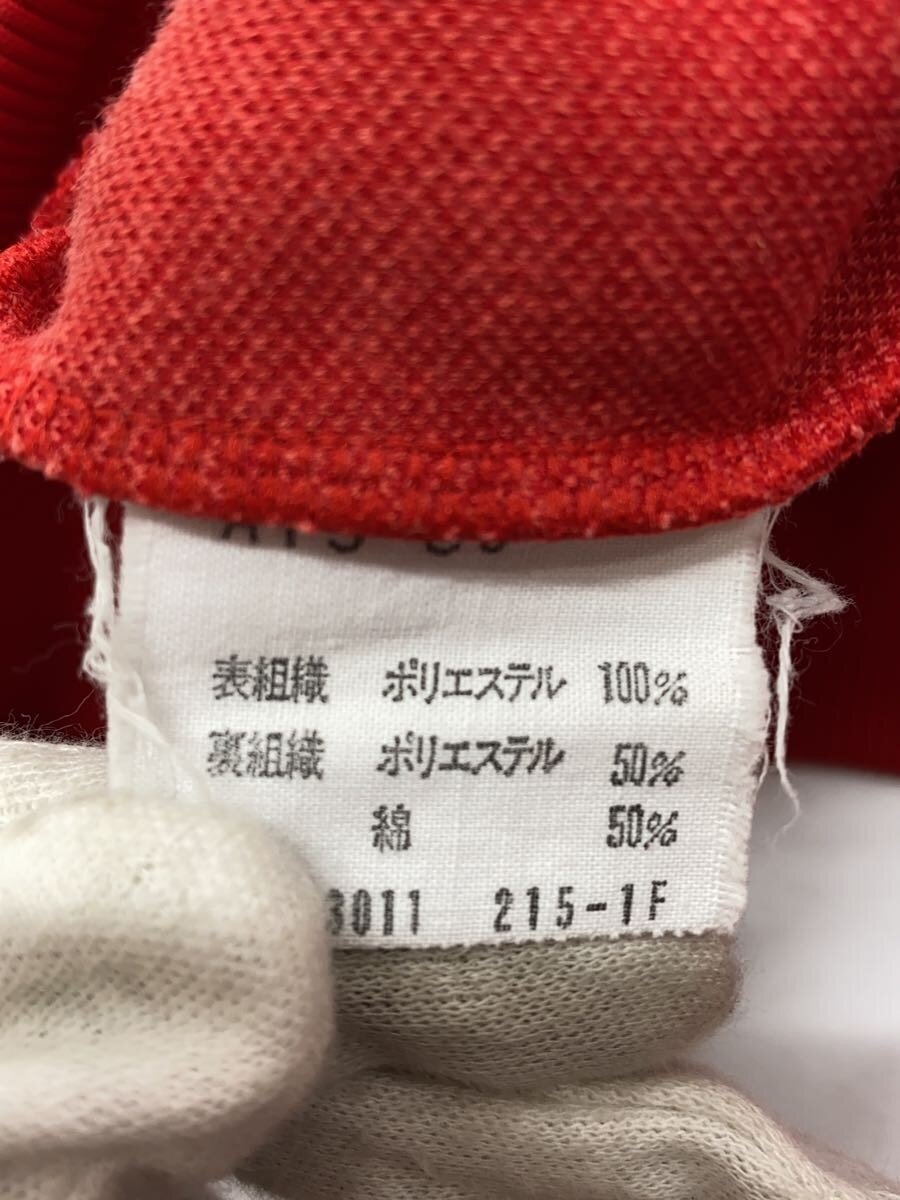 表組織 ポリエステル 100%
裏組織 ポリエステル 50%
綿 50%
3011 215-1F